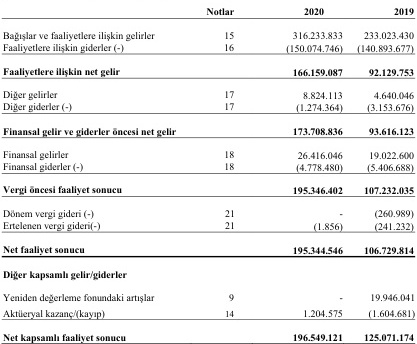 Notlar 2020 2019
Bağışlar ve faaliyetlere ilişkin gelirler 15 316.233.833 233.023.430
Faaliyetlere ilişkin giderler (-) 16 (150.074.746) (140.893.677)
Faaliyetlere ilişkin net gelir 166.159.087 92.129.753
Diğer gelirler 17 8.824.113 4.640.046
Diğer giderler (-) 17 (1.274.364) (3.153.676)
Finansal gelir ve giderler öncesi net gelir 173.708.836 93.616.123
Finansal gelirler 18 26.416.046 19.022.600
Finansal giderler (-) 18 (4.778.480) (5.406.688)
Vergi öncesi faaliyet sonucu 195.346.402 107.232.035
Dönem vergi gideri (-) 21 - (260.989)
Ertelenen vergi gideri(-) 21 (1.856) (241.232)
Net faaliyet sonucu 195.344.546 106.729.814
Diğer kapsamlı gelir/giderler
Yeniden değerleme fonundaki artışlar 9 - 19.946.041
Aktüeryal kazanç/(kayıp) 14 1.204.575 (1.604.681)
Net kapsamlı faaliyet sonucu 196.549.121 125.071.174